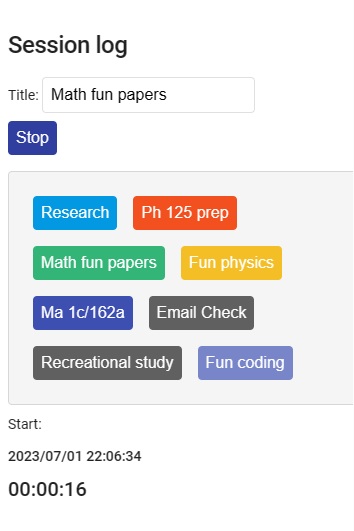 Session log
Title: Math fun papers
Stop
Research Ph 125 prep
Math fun papers Fun physics
Ma 1c/162a Email Check
Recreational study Fun coding
Start:
2023/07/01 22:06:34
00:00:16